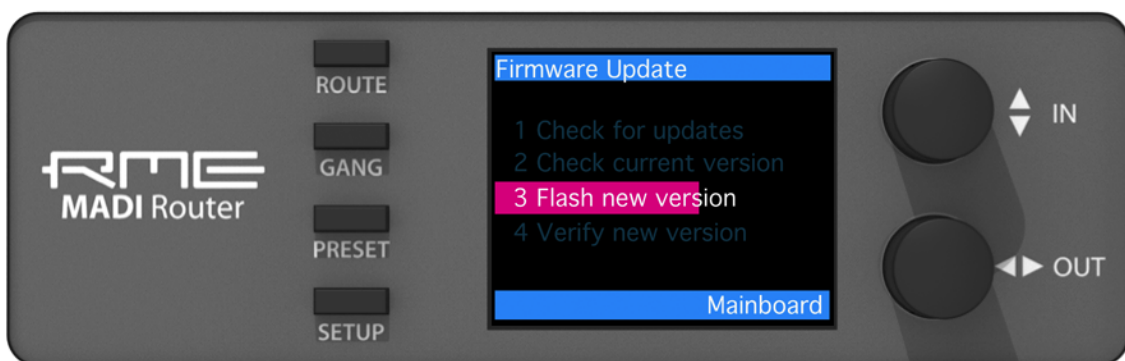 RME
MADI Router
ROUTE
GANG
PRESET
SETUP
Firmware Update
1 Check for updates
2 Check current version
3 Flash new version
4 Verify new version
Mainboard
IN
OUT